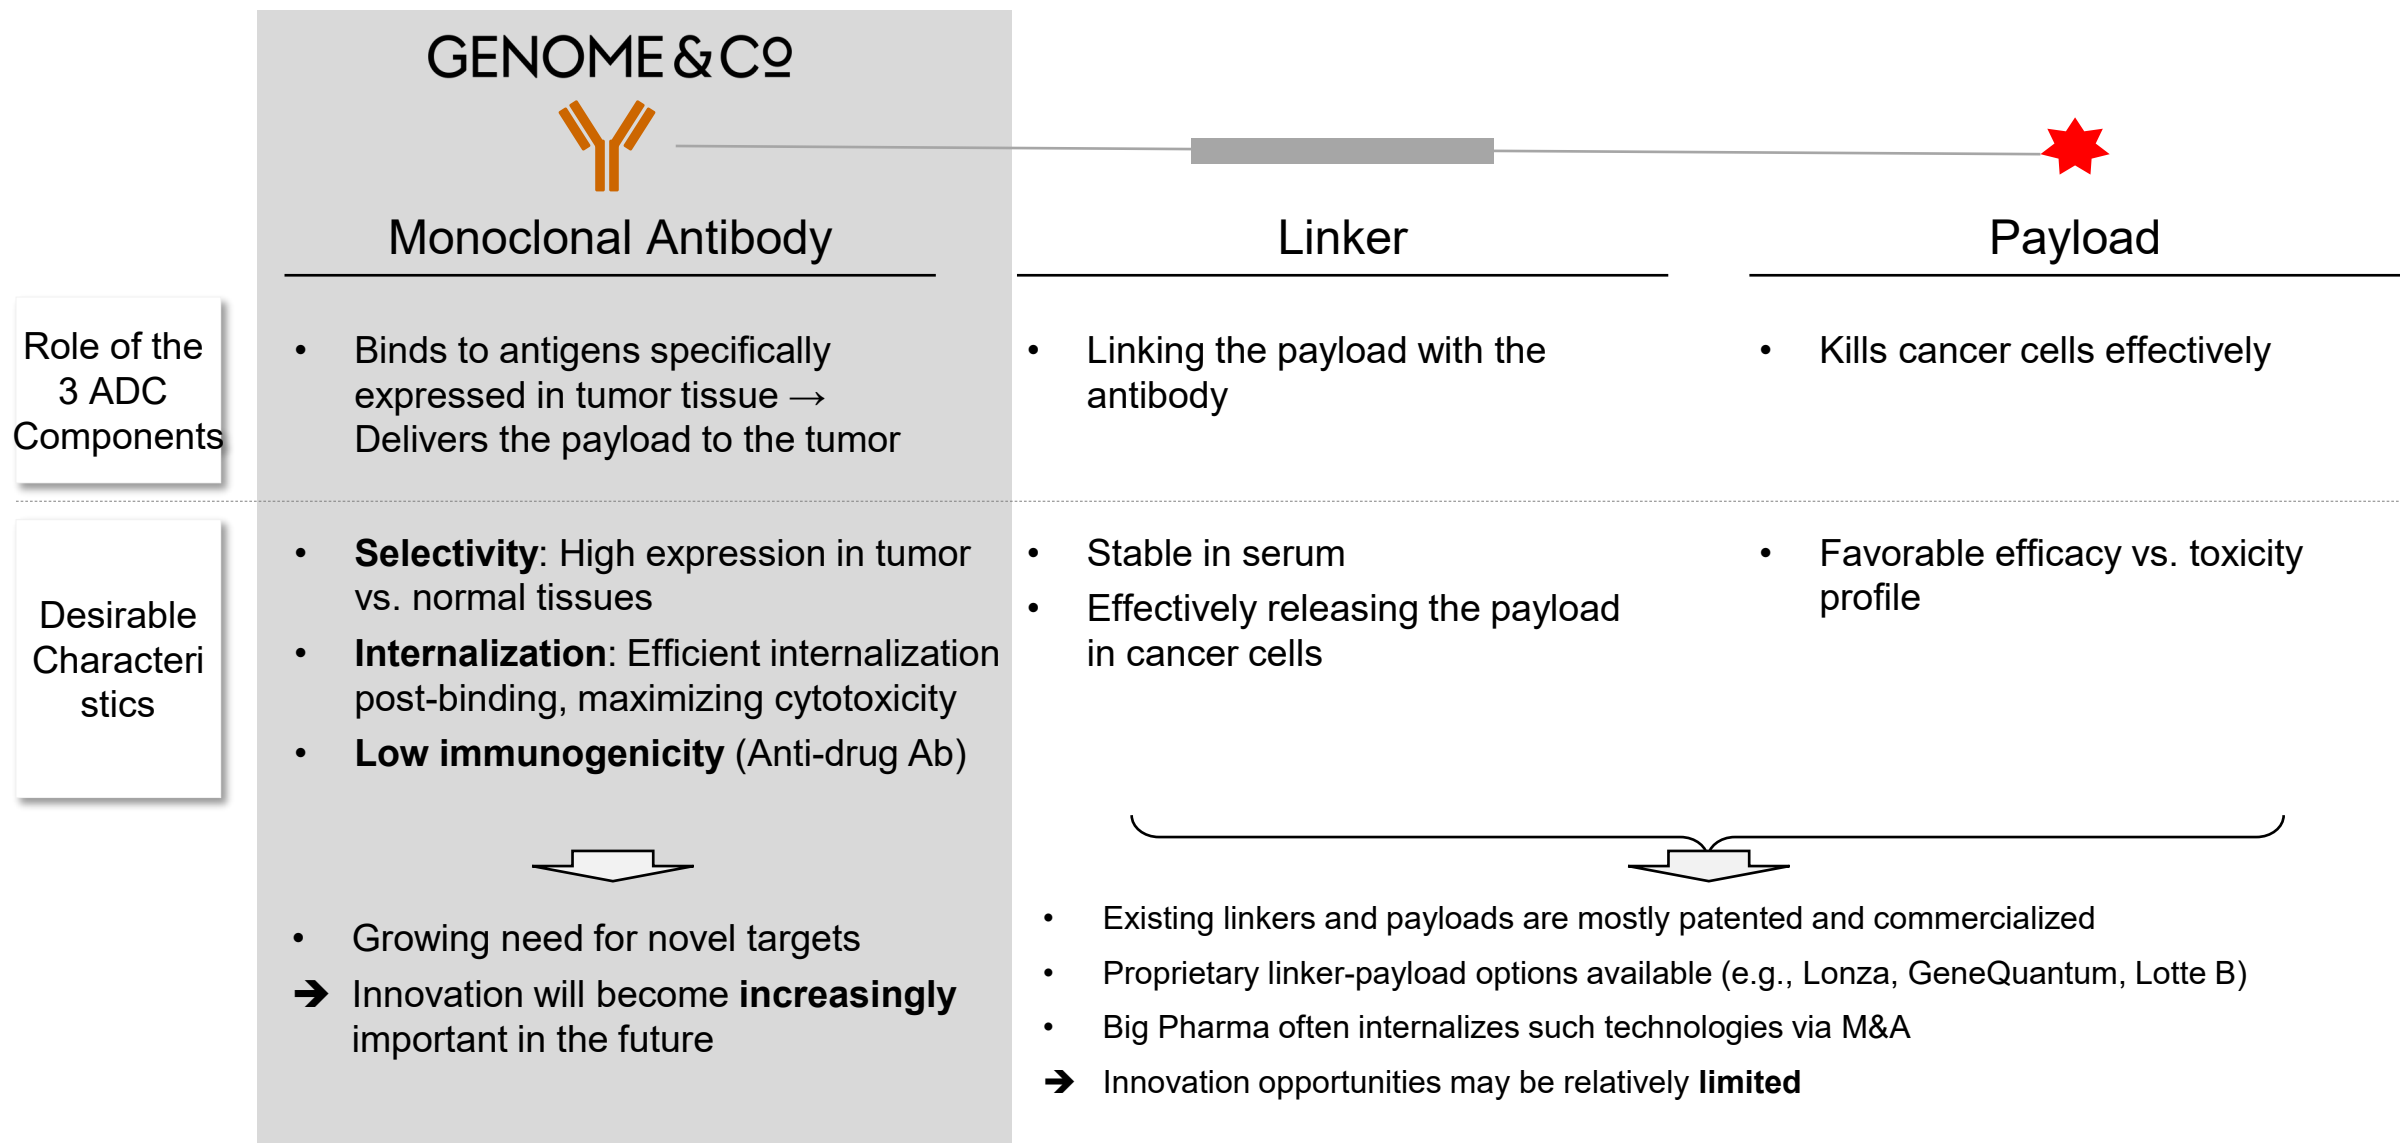 GENOME & Co
Monoclonal Antibody
Linker
Payload
Role of the
3 ADC
Components
• Binds to antigens specifically
expressed in tumor tissue →
Delivers the payload to the tumor
• Linking the payload with the
antibody
• Kills cancer cells effectively
Desirable
Characteri
stics
• Selectivity: High expression in tumor
vs. normal tissues
• Internalization: Efficient internalization
post-binding, maximizing cytotoxicity
• Low immunogenicity (Anti-drug Ab)
• Stable in serum
• Effectively releasing the payload
in cancer cells
• Favorable efficacy vs. toxicity
profile
• Growing need for novel targets
➔ Innovation will become increasingly
important in the future
• Existing linkers and payloads are mostly patented and commercialized
• Proprietary linker-payload options available (e.g., Lonza, GeneQuantum, Lotte B)
• Big Pharma often internalizes such technologies via M&A
➔ Innovation opportunities may be relatively limited